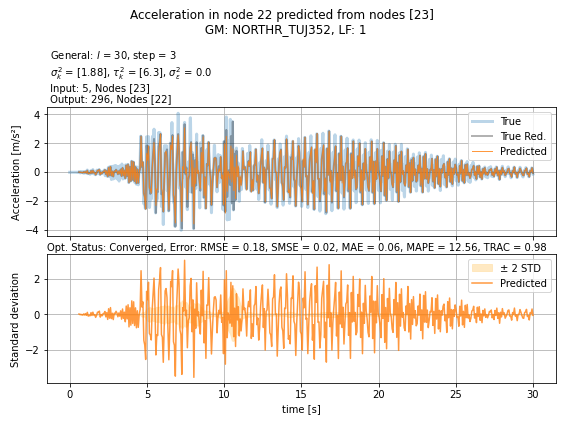 Acceleration in node 22 predicted from nodes [23]
GM: NORTHR_TUJ352, LF: 1
General: l = 30, step = 3
σ²ₖ = [1.88], τ²ₖ = [6.3], σ²ε = 0.0
Input: 5, Nodes [23]
Output: 296, Nodes [22]
Acceleration [m/s²]
4
2
0
−2
−4
True
True Red.
Predicted
Opt. Status: Converged, Error: RMSE = 0.18, SMSE = 0.02, MAE = 0.06, MAPE = 12.56, TRAC = 0.98
Standard deviation
2
0
−2
± 2 STD
Predicted
0 5 10 15 20 25 30
time [s]